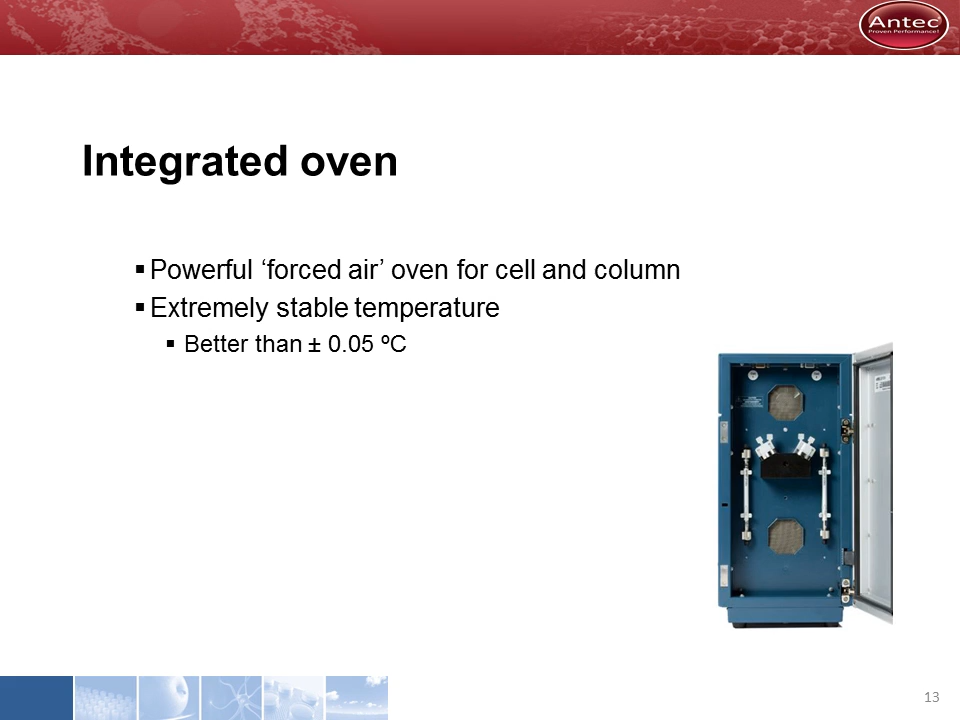 Antec
Proven Performance!
Integrated oven
▪ Powerful ‘forced air’ oven for cell and column
▪ Extremely stable temperature
▪ Better than ± 0.05 ºC
13